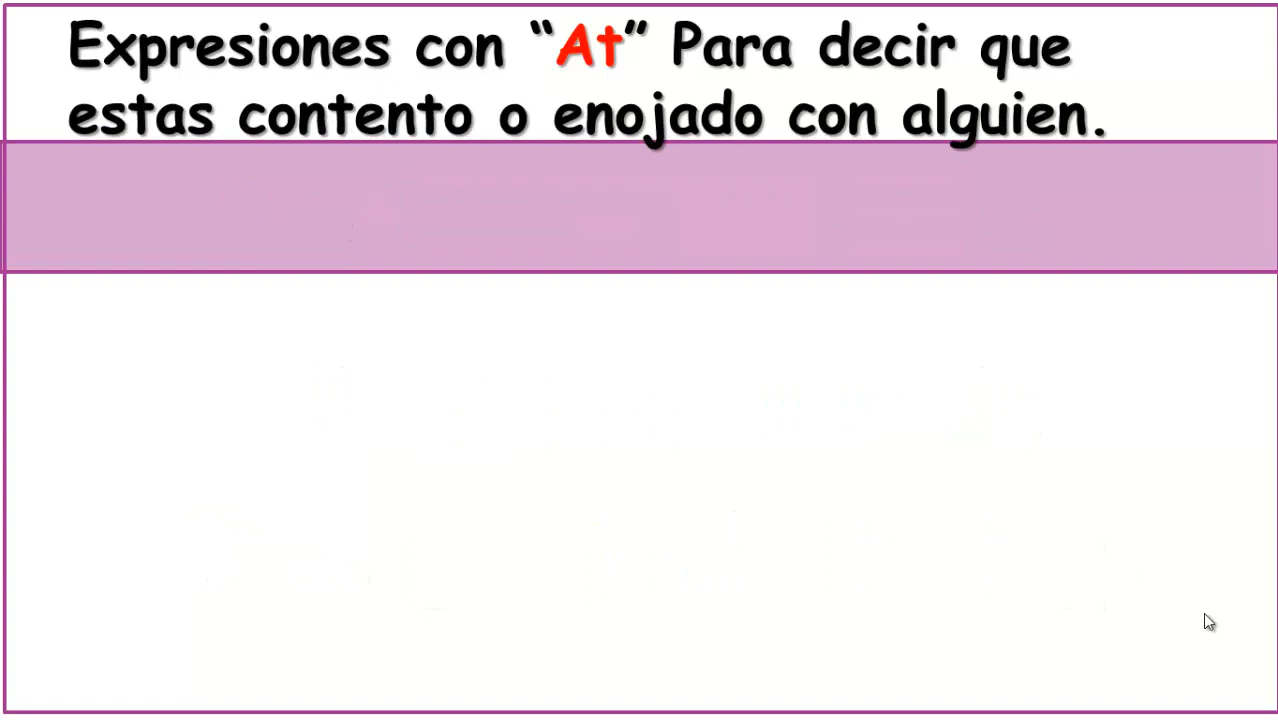 Expresiones con “At” Para decir que
estas contento o enojado con alguien.